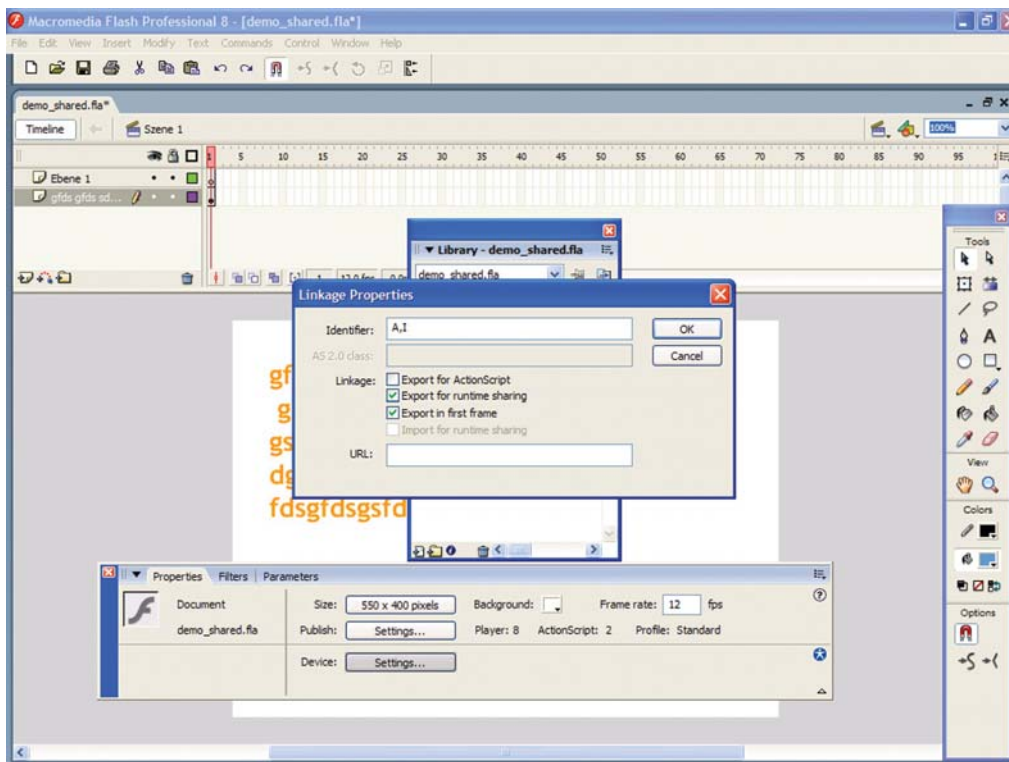 Macromedia Flash Professional 8 - [demo_shared.fla*]
File Edit View Insert Modify Text Commands Control Window Help
demo_shared.fla*
Timeline Szene 1 100%
1 5 10 15 20 25 30 35 40 45 50 55 60 65 70 75 80 85 90 95
Ebene 1
gfds gfds sd...
Library - demo_shared.fla
demo_shared.fla
1 12.0 fps
Tools
Linkage Properties
Identifier: A,I
OK
AS 2.0 class:
Cancel
Linkage: Export for ActionScript
Export for runtime sharing
Export in first frame
Import for runtime sharing
URL:
gf
g
gs
dg
fdsgfdsgsfd
View
Colors
Options
Properties Filters Parameters
Document
demo_shared.fla
Size: 550 x 400 pixels Background: Frame rate: 12 fps
Publish: Settings... Player: 8 ActionScript: 2 Profile: Standard
Device: Settings...